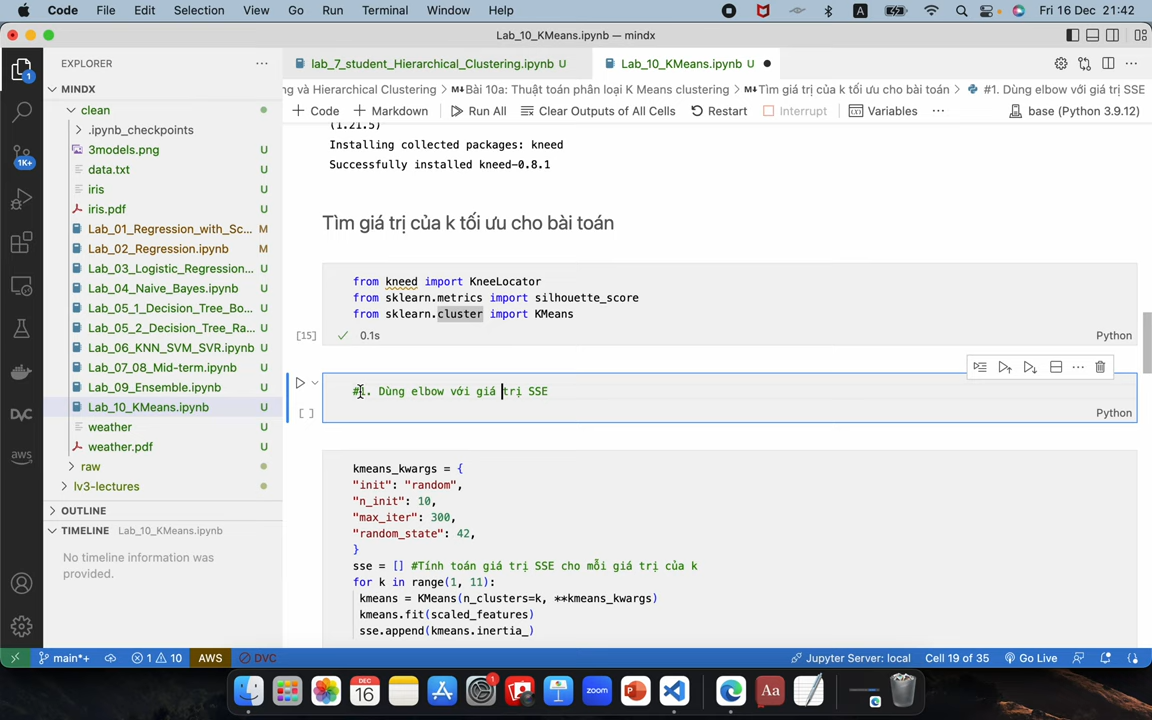 Code File Edit Selection View Go Run Terminal Window Help A Fri 16 Dec 21:42
Lab_10_KMeans.ipynb — mindx
EXPLORER
lab_7_student_Hierarchical_Clustering.ipynb U
Lab_10_KMeans.ipynb U
1
MINDX
ng và Hierarchical Clustering > M↓Bài 10a: Thuật toán phân loại K Means clustering > M↓Tìm giá trị của k tối ưu cho bài toán > #1. Dùng elbow với giá trị SSE
+ Code + Markdown Run All Clear Outputs of All Cells Restart Interrupt Variables ... base (Python 3.9.12)
clean
.ipynb_checkpoints
3models.png U
data.txt U
iris U
iris.pdf U
Lab_01_Regression_with_Sc... M
Lab_02_Regression.ipynb M
Lab_03_Logistic_Regression... U
Lab_04_Naive_Bayes.ipynb U
Lab_05_1_Decision_Tree_Bo... U
Lab_05_2_Decision_Tree_Ra... U
Lab_06_KNN_SVM_SVR.ipynb U
Lab_07_08_Mid-term.ipynb U
Lab_09_Ensemble.ipynb U
Lab_10_KMeans.ipynb U
weather U
weather.pdf U
raw
lv3-lectures
OUTLINE
TIMELINE Lab_10_KMeans.ipynb
No timeline information was
provided.
1K+
DVC
aws
(1.21.5)
Installing collected packages: kneed
Successfully installed kneed-0.8.1
Tìm giá trị của k tối ưu cho bài toán
from kneed import KneeLocator
from sklearn.metrics import silhouette_score
from sklearn.cluster import KMeans
[15] ✓ 0.1s Python
#1. Dùng elbow với giá trị SSE
[ ] Python
kmeans_kwargs = {
"init": "random",
"n_init": 10,
"max_iter": 300,
"random_state": 42,
}
sse = [] #Tính toán giá trị SSE cho mỗi giá trị của k
for k in range(1, 11):
kmeans = KMeans(n_clusters=k, **kmeans_kwargs)
kmeans.fit(scaled_features)
sse.append(kmeans.inertia_)
main*+ 1 10 AWS DVC Jupyter Server: local Cell 19 of 35 Go Live
DEC
16
1
zoom
Aa